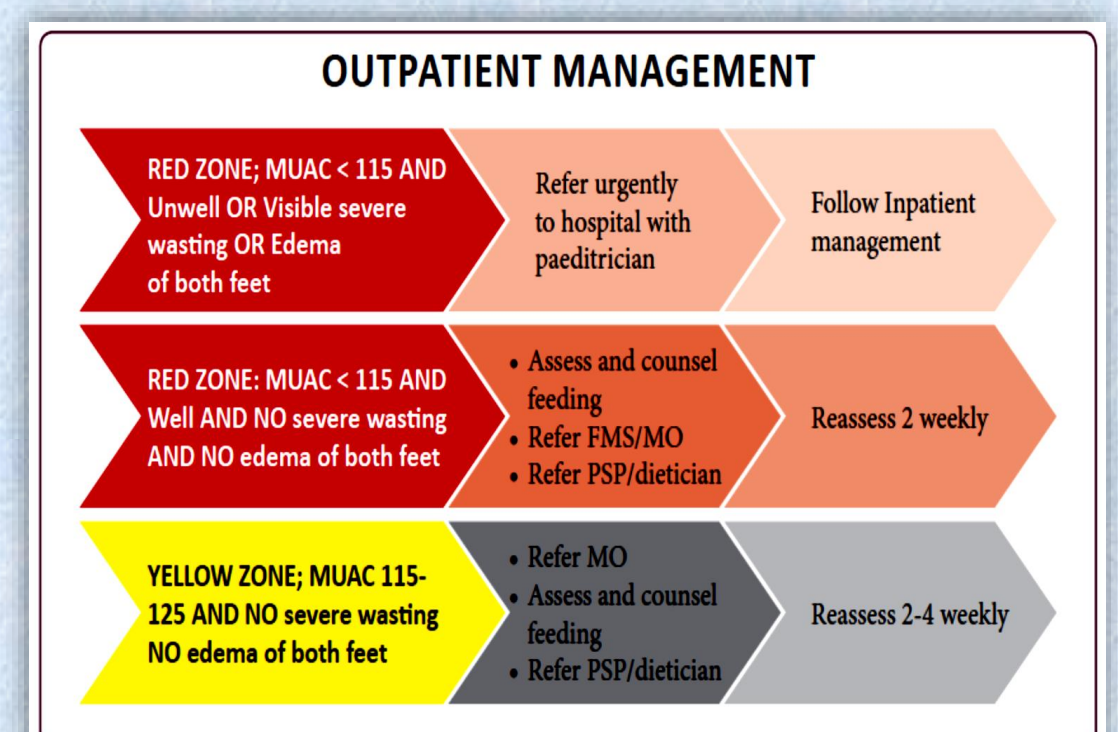 OUTPATIENT MANAGEMENT
RED ZONE; MUAC < 115 AND
Unwell OR Visible severe
wasting OR Edema
of both feet
Refer urgently
to hospital with
paeditrician
Follow Inpatient
management
RED ZONE: MUAC < 115 AND
Well AND NO severe wasting
AND NO edema of both feet
• Assess and counsel
feeding
• Refer FMS/MO
• Refer PSP/dietician
Reassess 2 weekly
YELLOW ZONE; MUAC 115-
125 AND NO severe wasting
NO edema of both feet
• Refer MO
• Assess and counsel
feeding
• Refer PSP/dietician
Reassess 2-4 weekly